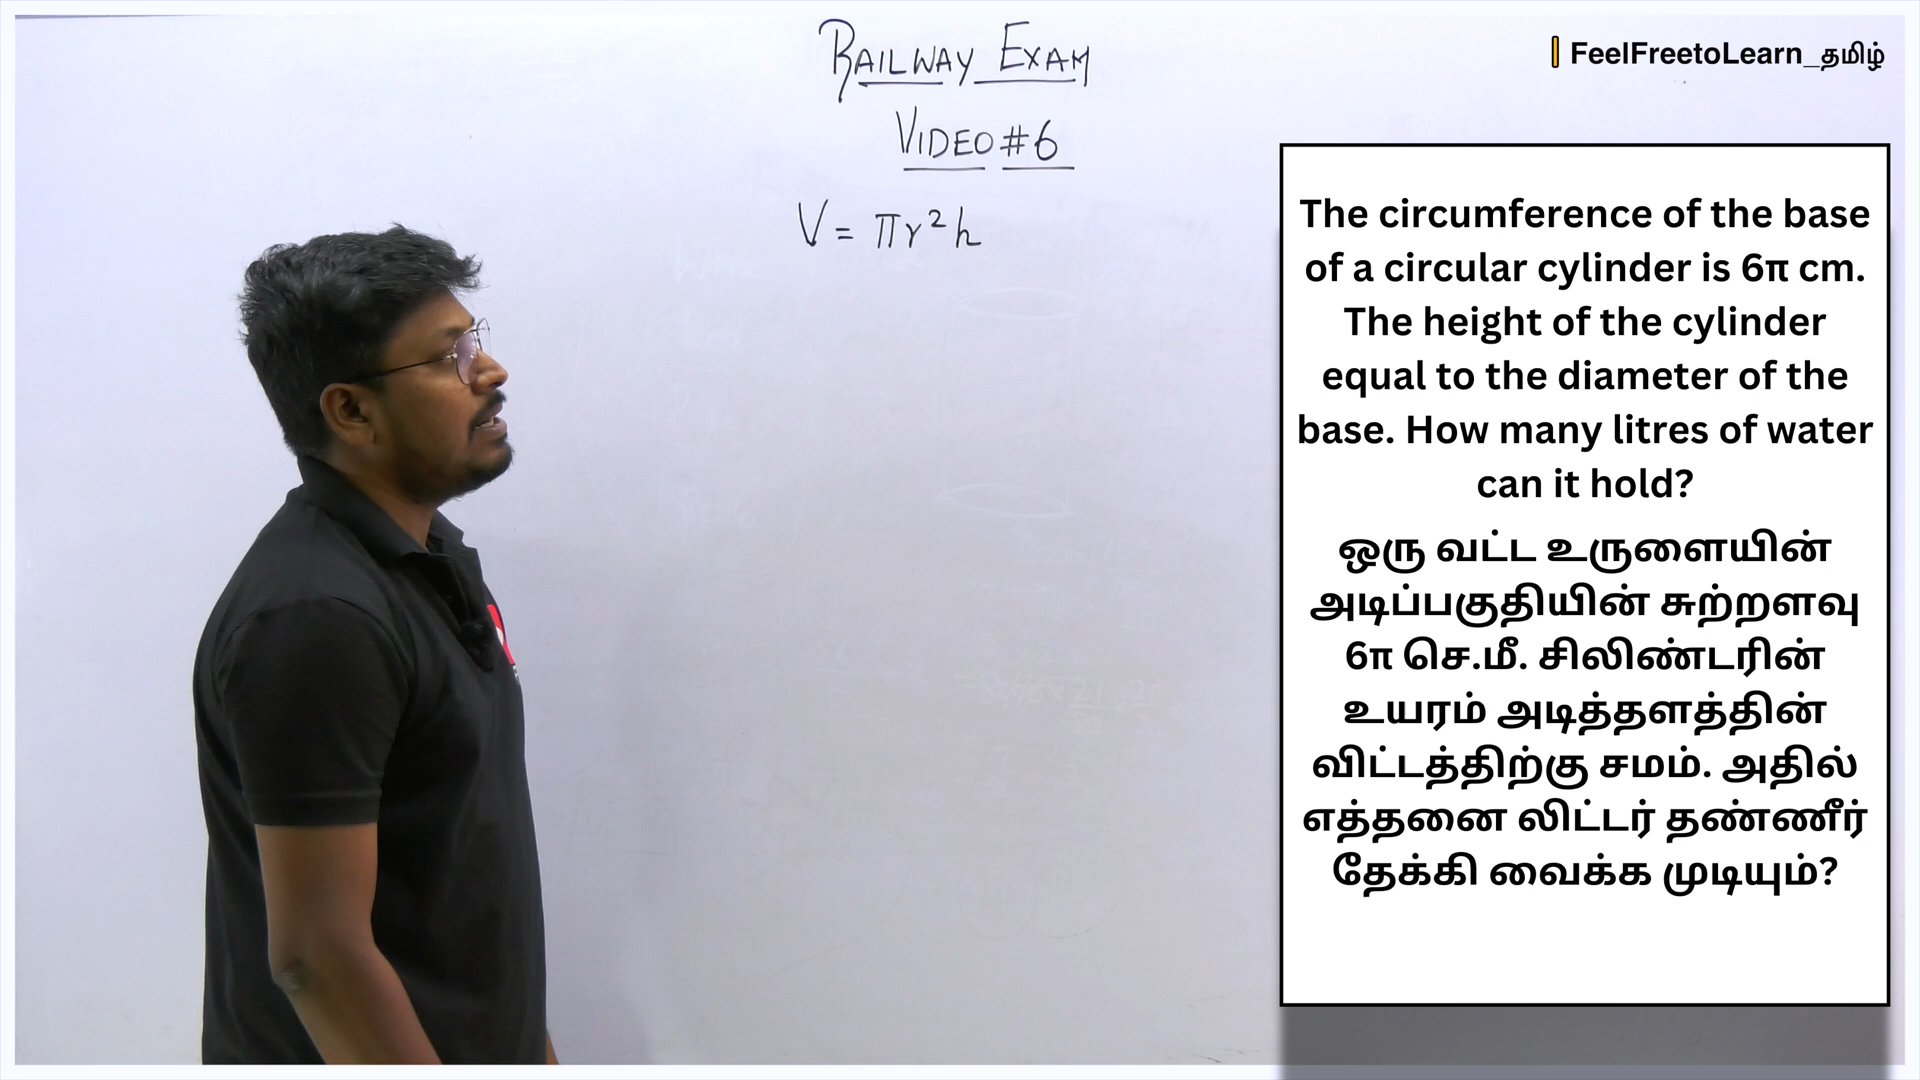 RAILWAY EXAM
VIDEO #6
V = πr²h
FeelFreetoLearn_தமிழ்
The circumference of the base
of a circular cylinder is 6π cm.
The height of the cylinder
equal to the diameter of the
base. How many litres of water
can it hold?
ஒரு வட்ட உருளையின்
அடிப்பகுதியின் சுற்றளவு
6π செ.மீ. சிலிண்டரின்
உயரம் அடித்தளத்தின்
விட்டத்திற்கு சமம். அதில்
எத்தனை லிட்டர் தண்ணீர்
தேக்கி வைக்க முடியும்?